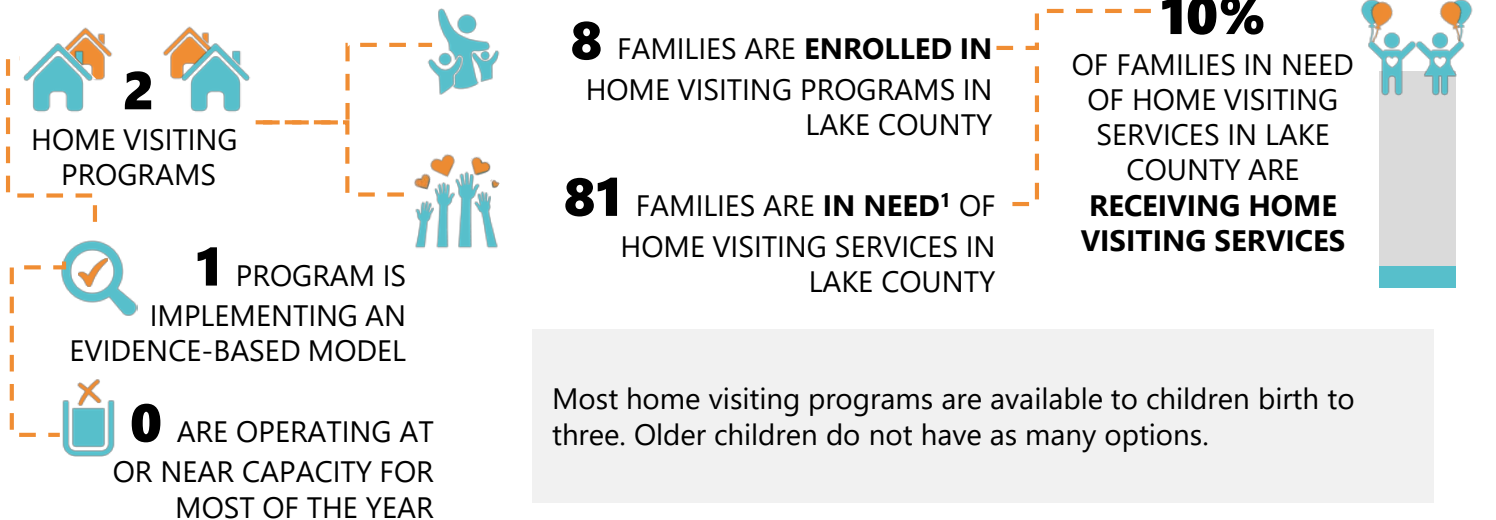 2
HOME VISITING
PROGRAMS
1 PROGRAM IS
IMPLEMENTING AN
EVIDENCE-BASED MODEL
0 ARE OPERATING AT
OR NEAR CAPACITY FOR
MOST OF THE YEAR
8 FAMILIES ARE ENROLLED IN
HOME VISITING PROGRAMS IN
LAKE COUNTY
81 FAMILIES ARE IN NEED¹ OF
HOME VISITING SERVICES IN
LAKE COUNTY
10%
OF FAMILIES IN NEED
OF HOME VISITING
SERVICES IN LAKE
COUNTY ARE
RECEIVING HOME
VISITING SERVICES
Most home visiting programs are available to children birth to
three. Older children do not have as many options.